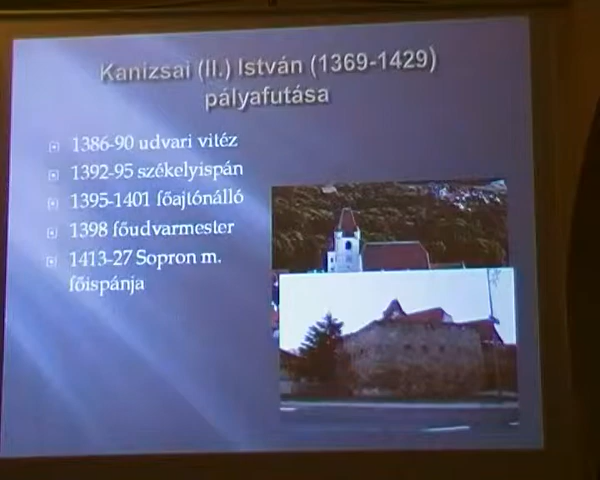 Kanizsai (II.) István (1369-1429)
pályafutása
1386-90 udvari vitéz
1392-95 székelyispán
1395-1401 főajtónálló
1398 főudvarmester
1413-27 Sopron m.
főispánja